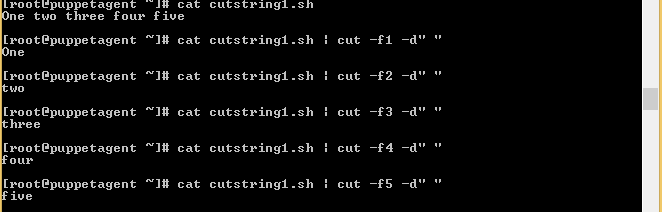 [root@puppetagent ~]# cat cutstring1.sh
One two three four five
[root@puppetagent ~]# cat cutstring1.sh | cut -f1 -d" "
One
[root@puppetagent ~]# cat cutstring1.sh | cut -f2 -d" "
two
[root@puppetagent ~]# cat cutstring1.sh | cut -f3 -d" "
three
[root@puppetagent ~]# cat cutstring1.sh | cut -f4 -d" "
four
[root@puppetagent ~]# cat cutstring1.sh | cut -f5 -d" "
five